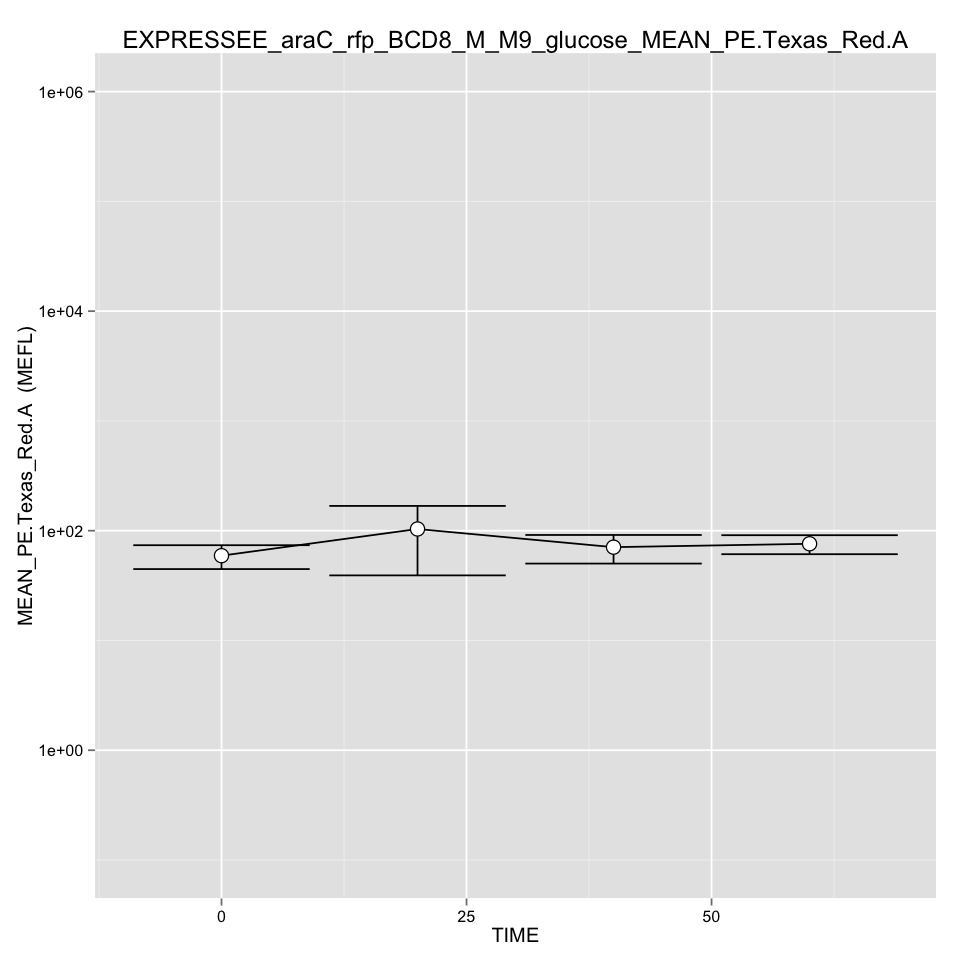 EXPRESSEE_araC_rfp_BCD8_M_M9_glucose_MEAN_PE.Texas_Red.A
MEAN_PE.Texas_Red.A (MEFL)
1e+06
1e+04
1e+02
1e+00
0 25 50
TIME